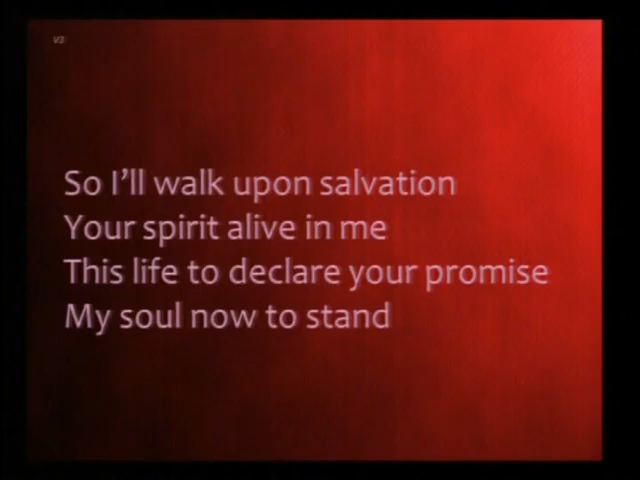 V2
So I'll walk upon salvation
Your spirit alive in me
This life to declare your promise
My soul now to stand